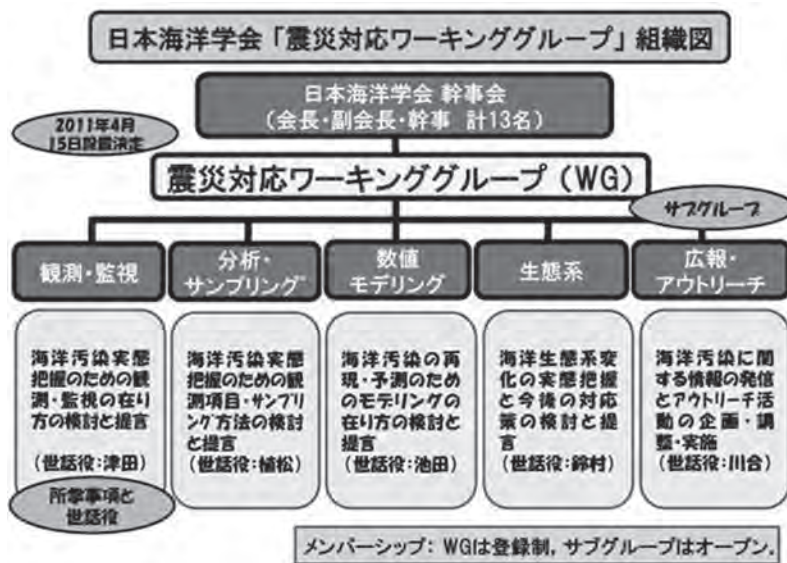 日本海洋学会「震災対応ワーキンググループ」組織図
日本海洋学会 幹事会
(会長・副会長・幹事 計13名)
2011年4月
15日設置決定
震災対応ワーキンググループ(WG)
サブグループ
観測・監視
分析・
サンプリング
数値
モデリング
生態系
広報・
アウトリーチ
海洋汚染実態
把握のための観
測・監視の在り
方の検討と提言
(世話役:津田)
海洋汚染実態
把握のための観
測項目・サンプ
リング方法の検討
と提言
(世話役:植松)
海洋汚染の再
現・予測のため
のモデリングの
在り方の検討と
提言
(世話役:池田)
海洋生態系変
化の実態把握
と今後の対応
策の検討と提
言
(世話役:鈴村)
海洋汚染に関
する情報の発信
とアウトリーチ活
動の企画・調
整・実施
(世話役:川合)
所掌事項と
世話役
メンバーシップ: WGは登録制, サブグループはオープン.